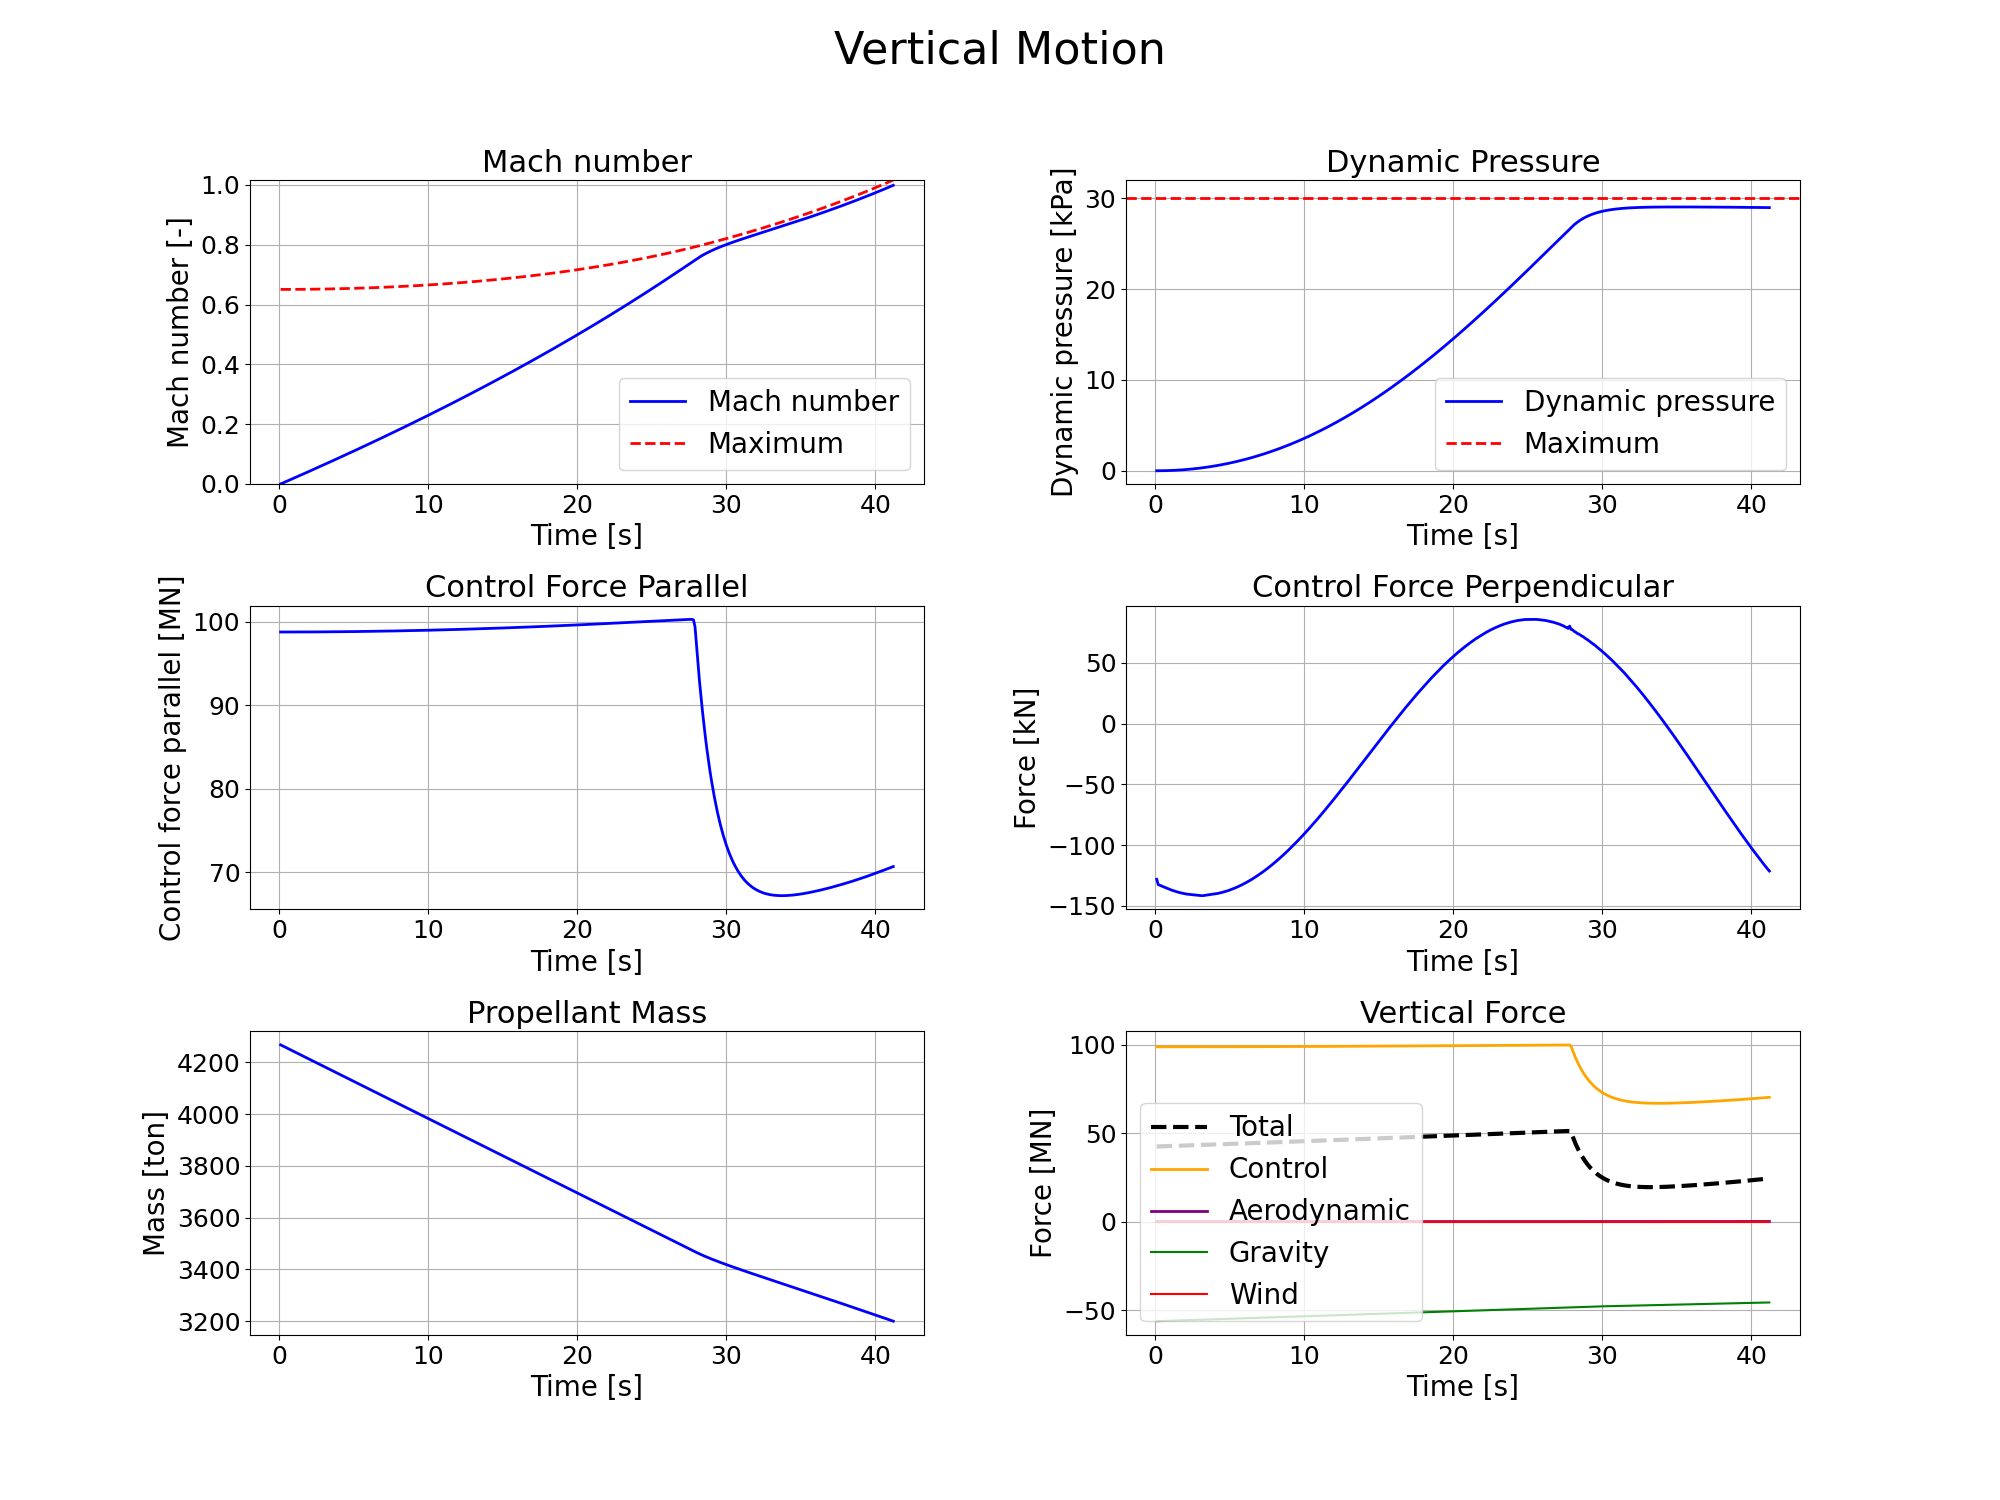 Vertical Motion
Mach number
Mach number [-]
1.0
0.8
0.6
0.4
0.2
0.0
Mach number
Maximum
0 10 20 30 40
Time [s]
Dynamic Pressure
Dynamic pressure [kPa]
30
20
10
0
Dynamic pressure
Maximum
0 10 20 30 40
Time [s]
Control Force Parallel
Control force parallel [MN]
100
90
80
70
0 10 20 30 40
Time [s]
Control Force Perpendicular
Force [kN]
50
0
−50
−100
−150
0 10 20 30 40
Time [s]
Propellant Mass
Mass [ton]
4200
4000
3800
3600
3400
3200
0 10 20 30 40
Time [s]
Vertical Force
Force [MN]
100
50
0
−50
Total
Control
Aerodynamic
Gravity
Wind
0 10 20 30 40
Time [s]